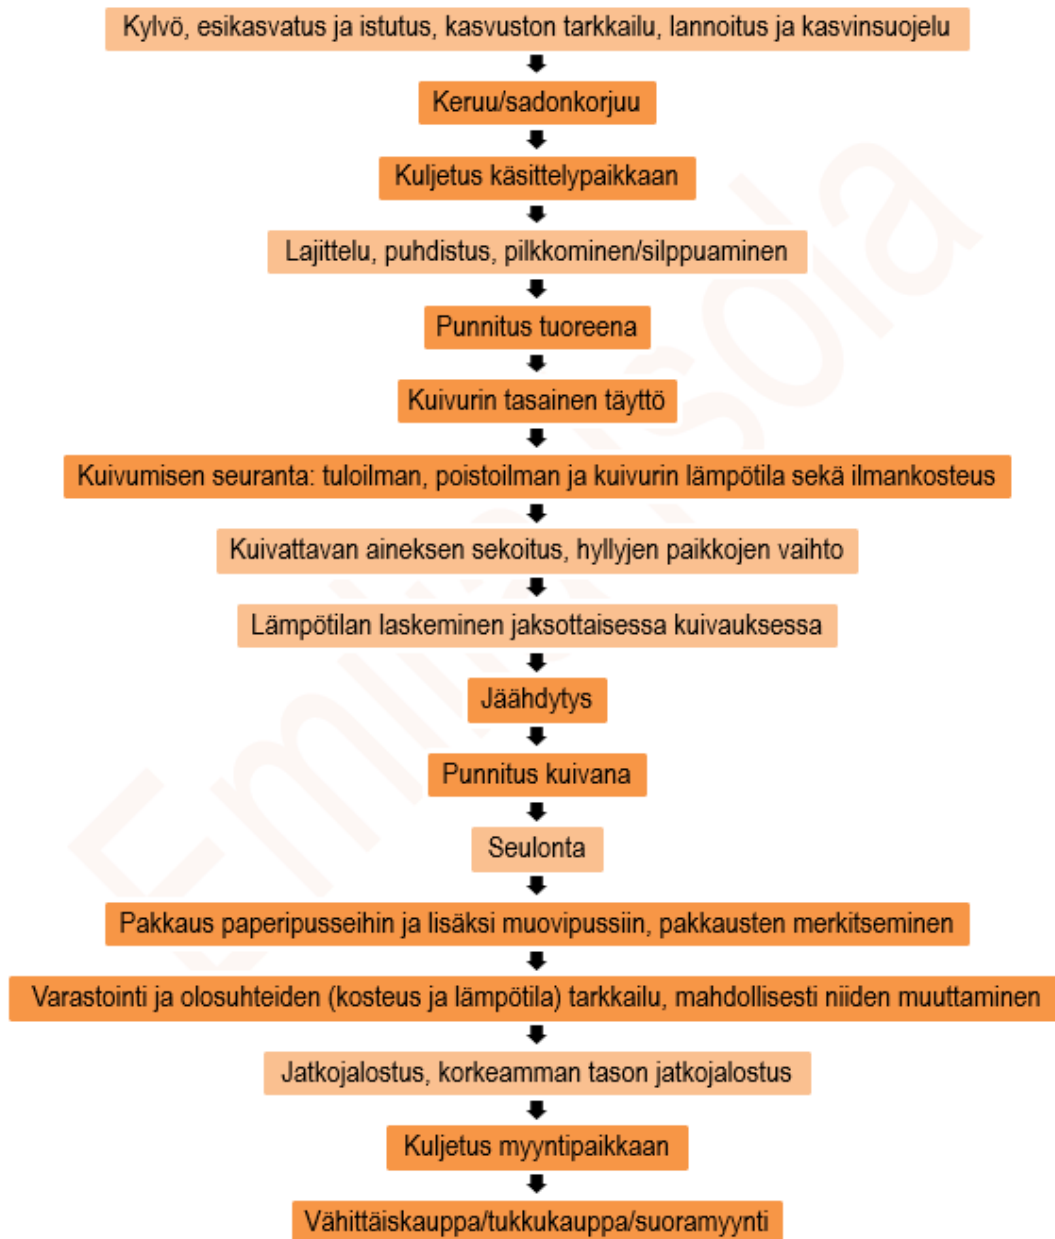 Kylvö, esikasvatus ja istutus, kasvuston tarkkailu, lannoitus ja kasvinsuojelu
Keruu/sadonkorjuu
Kuljetus käsittelypaikkaan
Lajittelu, puhdistus, pilkkominen/silppuaminen
Punnitus tuoreena
Kuivurin tasainen täyttö
Kuivumisen seuranta: tuloilman, poistoilman ja kuivurin lämpötila sekä ilmankosteus
Kuivattavan aineksen sekoitus, hyllyjen paikkojen vaihto
Lämpötilan laskeminen jaksottaisessa kuivauksessa
Jäähdytys
Punnitus kuivana
Seulonta
Pakkaus paperipusseihin ja lisäksi muovipussiin, pakkausten merkitseminen
Varastointi ja olosuhteiden (kosteus ja lämpötila) tarkkailu, mahdollisesti niiden muuttaminen
Jatkojalostus, korkeamman tason jatkojalostus
Kuljetus myyntipaikkaan
Vähittäiskauppa/tukkukauppa/suoramyynti